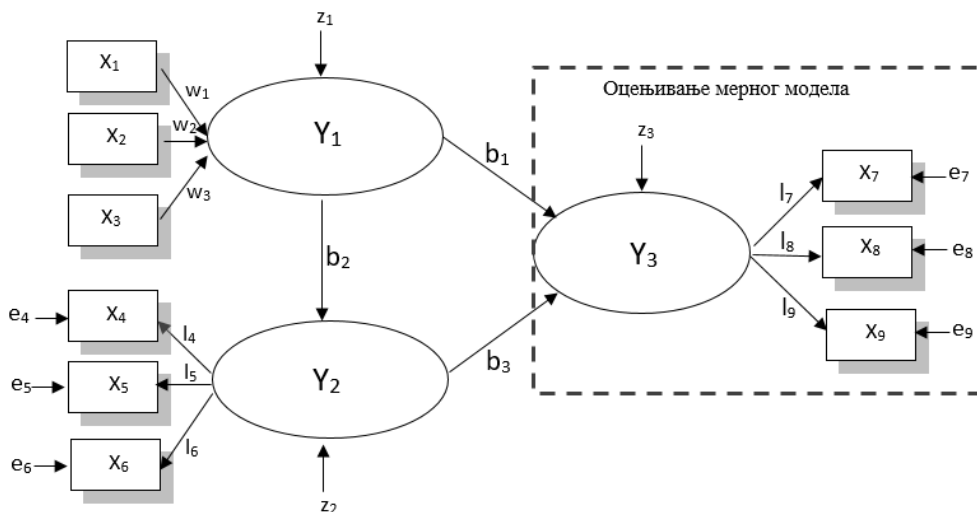 z₁
X₁
w₁
X₂
w₂
X₃
w₃
Y₁
b₁
b₂
Оцењивање мерног модела
z₃
Y₃
l₇
X₇
e₇
l₈
X₈
e₈
l₉
X₉
e₉
e₄
X₄
l₄
e₅
X₅
l₅
e₆
X₆
l₆
Y₂
b₃
z₂